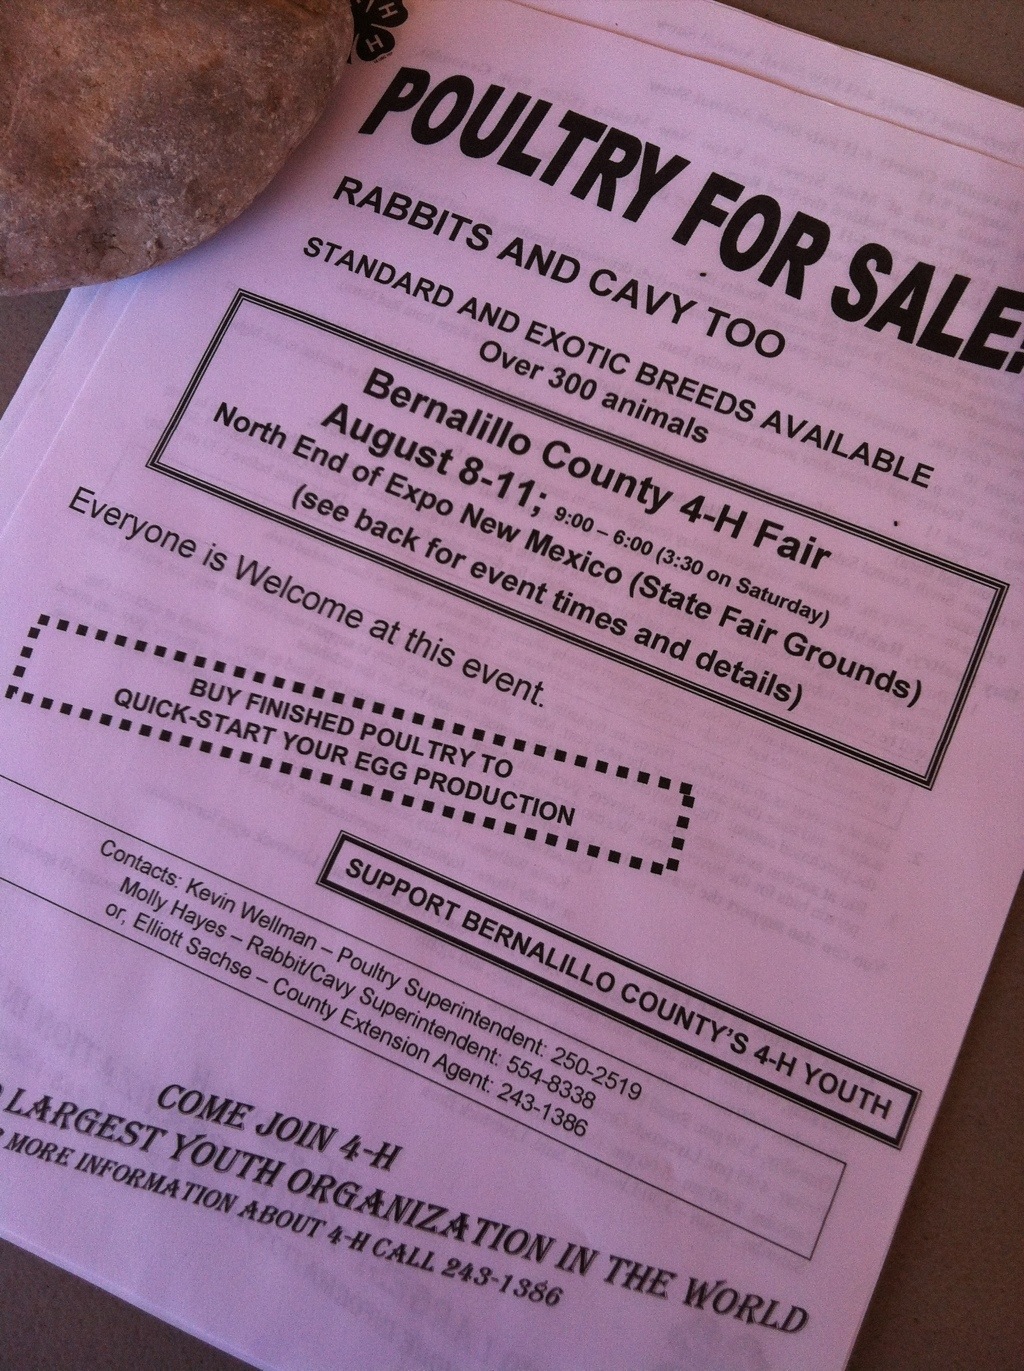 H
H
POULTRY FOR SALE!
RABBITS AND CAVY TOO
STANDARD AND EXOTIC BREEDS AVAILABLE
Over 300 animals
Bernalillo County 4-H Fair
August 8-11; 9:00 – 6:00 (3:30 on Saturday)
North End of Expo New Mexico (State Fair Grounds)
(see back for event times and details)
Everyone is Welcome at this event.
BUY FINISHED POULTRY TO
QUICK-START YOUR EGG PRODUCTION
SUPPORT BERNALILLO COUNTY'S 4-H YOUTH
Contacts: Kevin Wellman – Poultry Superintendent: 250-2519
Molly Hayes – Rabbit/Cavy Superintendent: 554-8338
or, Elliott Sachse – County Extension Agent: 243-1386
COME JOIN 4-H
LARGEST YOUTH ORGANIZATION IN THE WORLD
MORE INFORMATION ABOUT 4-H CALL 243-1386